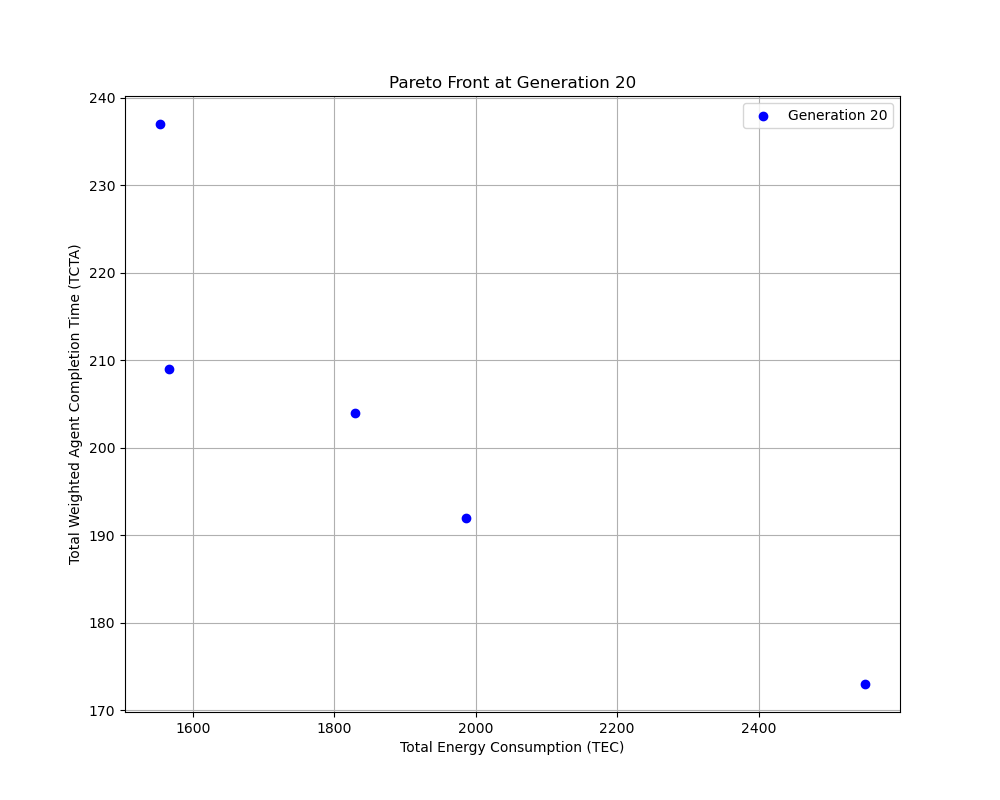 Pareto Front at Generation 20
Generation 20
240
230
220
210
200
190
180
170
Total Weighted Agent Completion Time (TCTA)
1600 1800 2000 2200 2400
Total Energy Consumption (TEC)